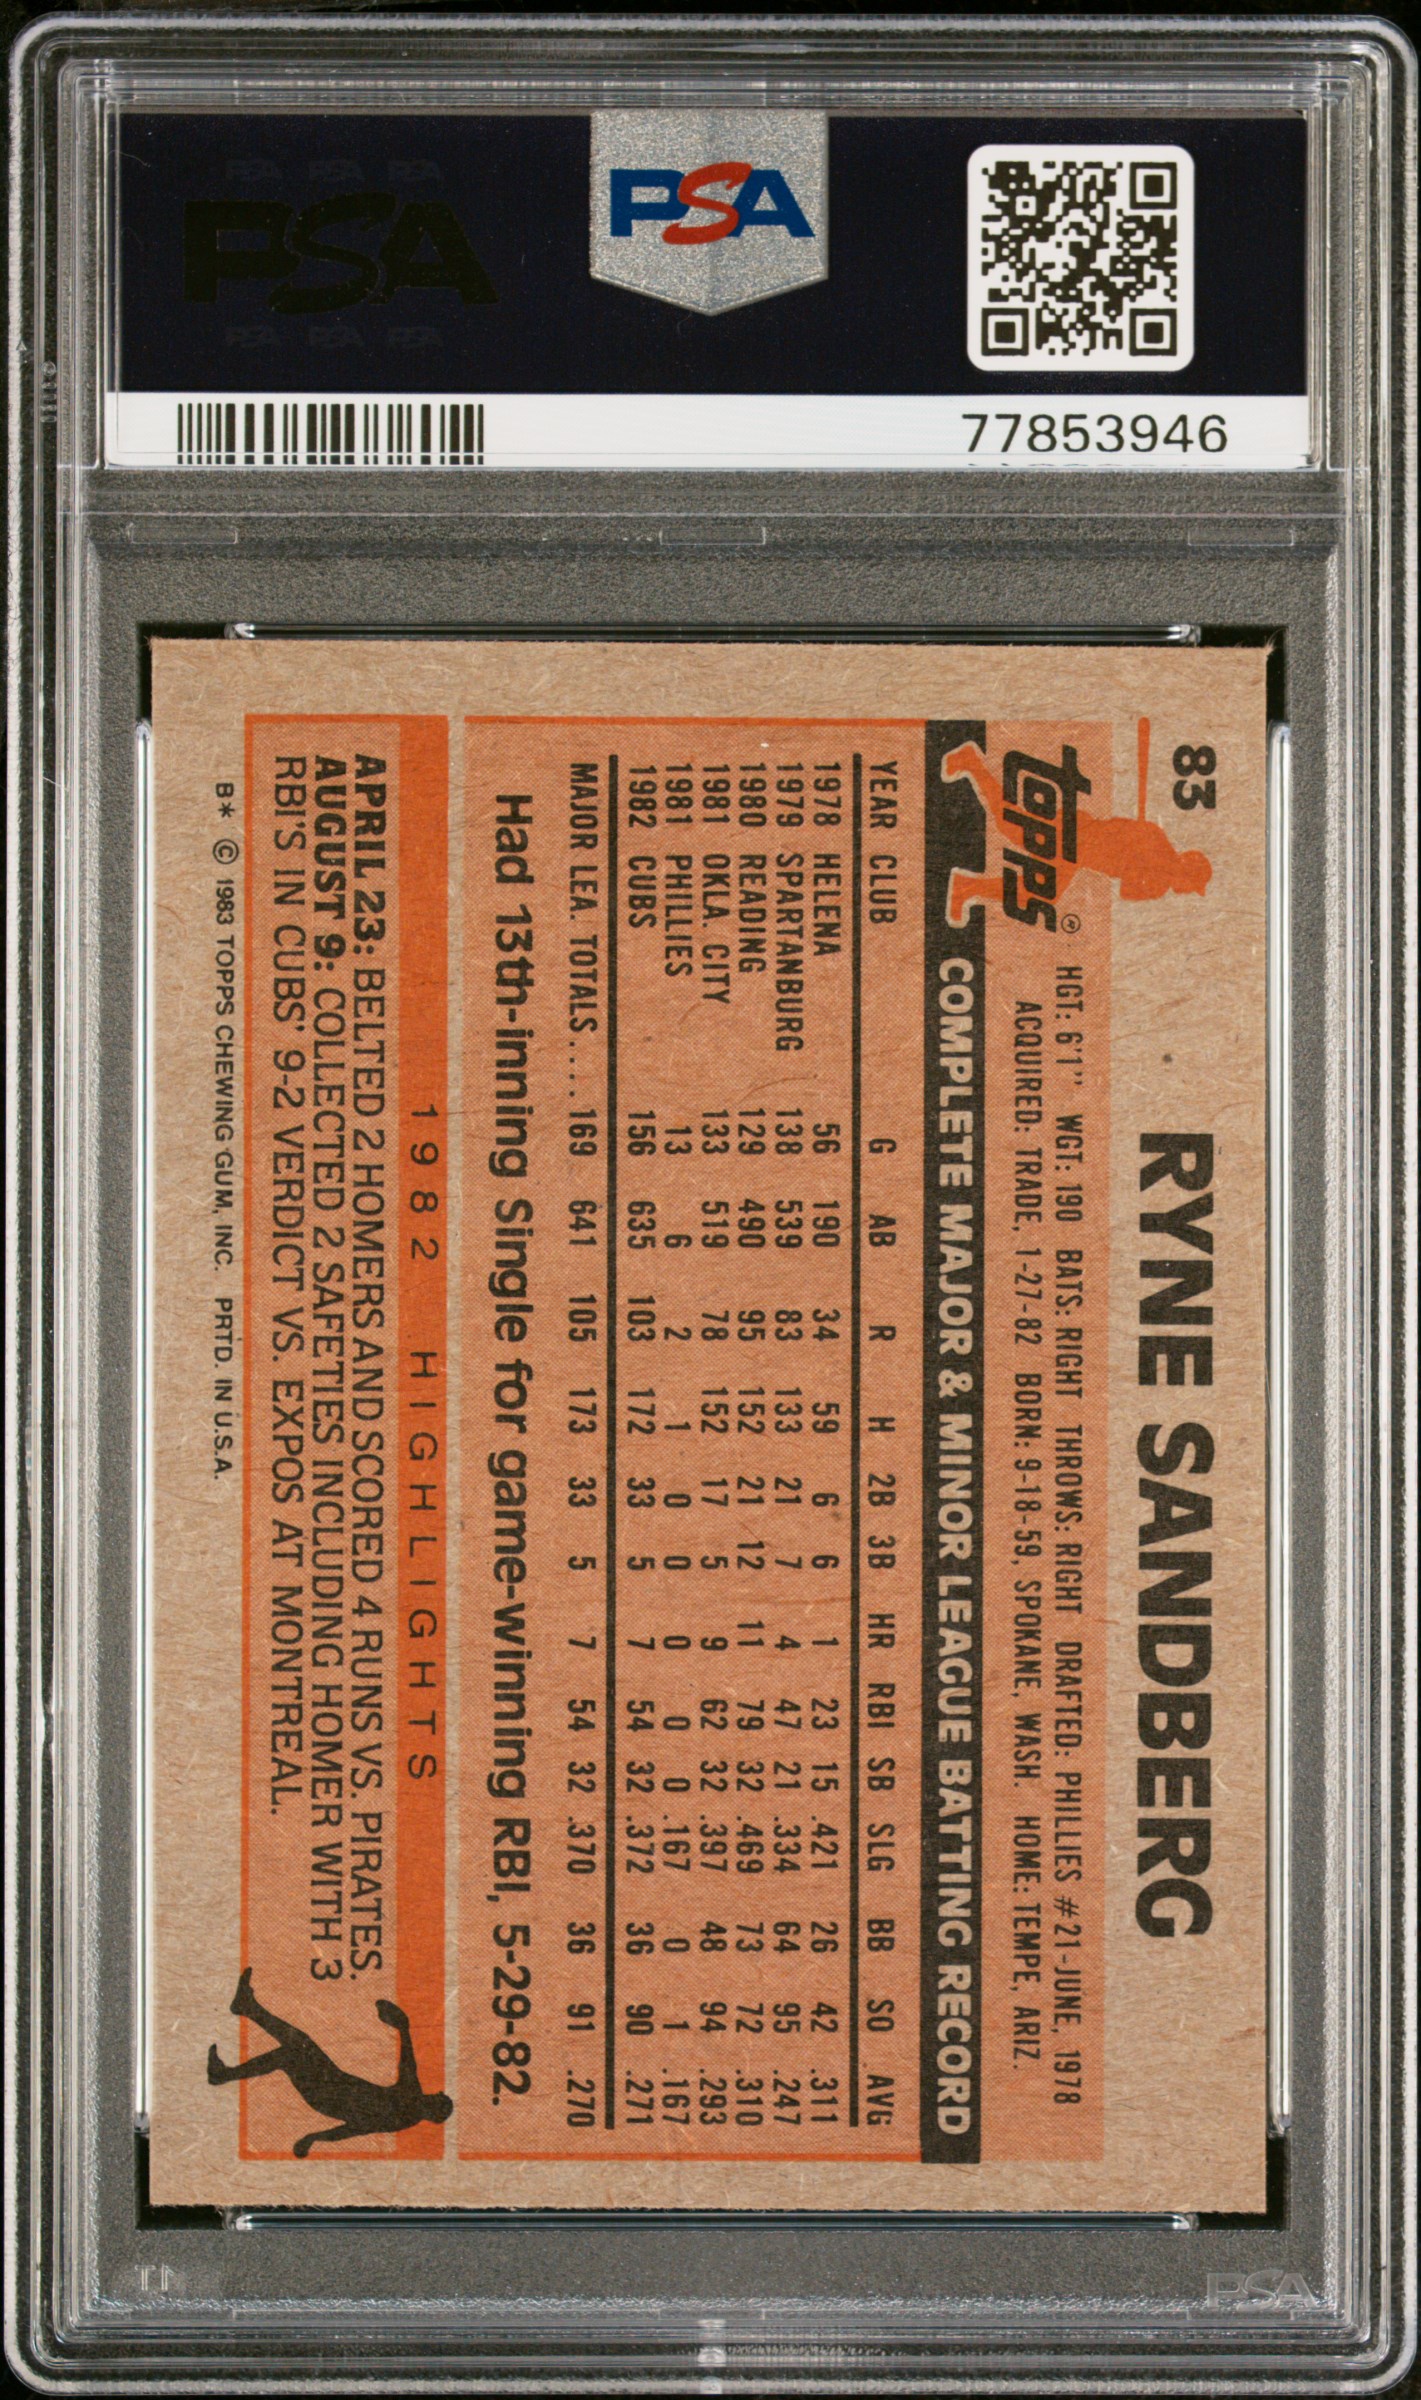 PSA PSA PSA
PSA
PSA PSA PSA
PSA
77853946
83
RYNE SANDBERG
TOPPS®
HGT: 6'1" WGT: 190 BATS: RIGHT THROWS: RIGHT DRAFTED: PHILLIES #21-JUNE, 1978
ACQUIRED: TRADE, 1-27-82 BORN: 9-18-59, SPOKANE, WASH. HOME: TEMPE, ARIZ.
COMPLETE MAJOR & MINOR LEAGUE BATTING RECORD
YEAR CLUB G AB R H 2B 3B HR RBI SB SLG BB SO AVG
1978 HELENA 56 190 34 59 6 6 1 23 15 .421 26 42 .311
1979 SPARTANBURG 138 539 83 133 21 7 4 47 21 .334 64 95 .247
1980 READING 129 490 95 152 21 12 11 79 32 .469 73 72 .310
1981 OKLA. CITY 133 519 78 152 17 5 9 62 32 .397 48 94 .293
1981 PHILLIES 13 6 2 1 0 0 0 0 0 .167 0 1 .167
1982 CUBS 156 635 103 172 33 5 7 54 32 .372 36 90 .271
MAJOR LEA. TOTALS.... 169 641 105 173 33 5 7 54 32 .370 36 91 .270
Had 13th-inning Single for game-winning RBI, 5-29-82.
1982 HIGHLIGHTS
APRIL 23: BELTED 2 HOMERS AND SCORED 4 RUNS VS. PIRATES.
AUGUST 9: COLLECTED 2 SAFETIES INCLUDING HOMER WITH 3
RBI'S IN CUBS' 9-2 VERDICT VS. EXPOS AT MONTREAL.
B* © 1983 TOPPS CHEWING GUM, INC. PRTD. IN U.S.A.
PSA